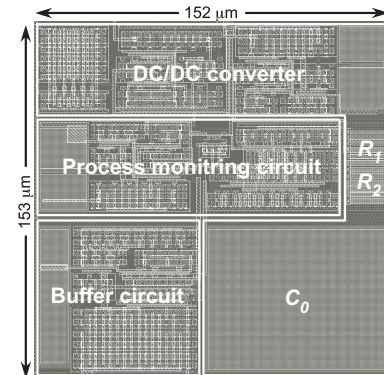 152 μm
153 μm
DC/DC converter
Process monitring circuit
R1
R2
Buffer circuit
C0